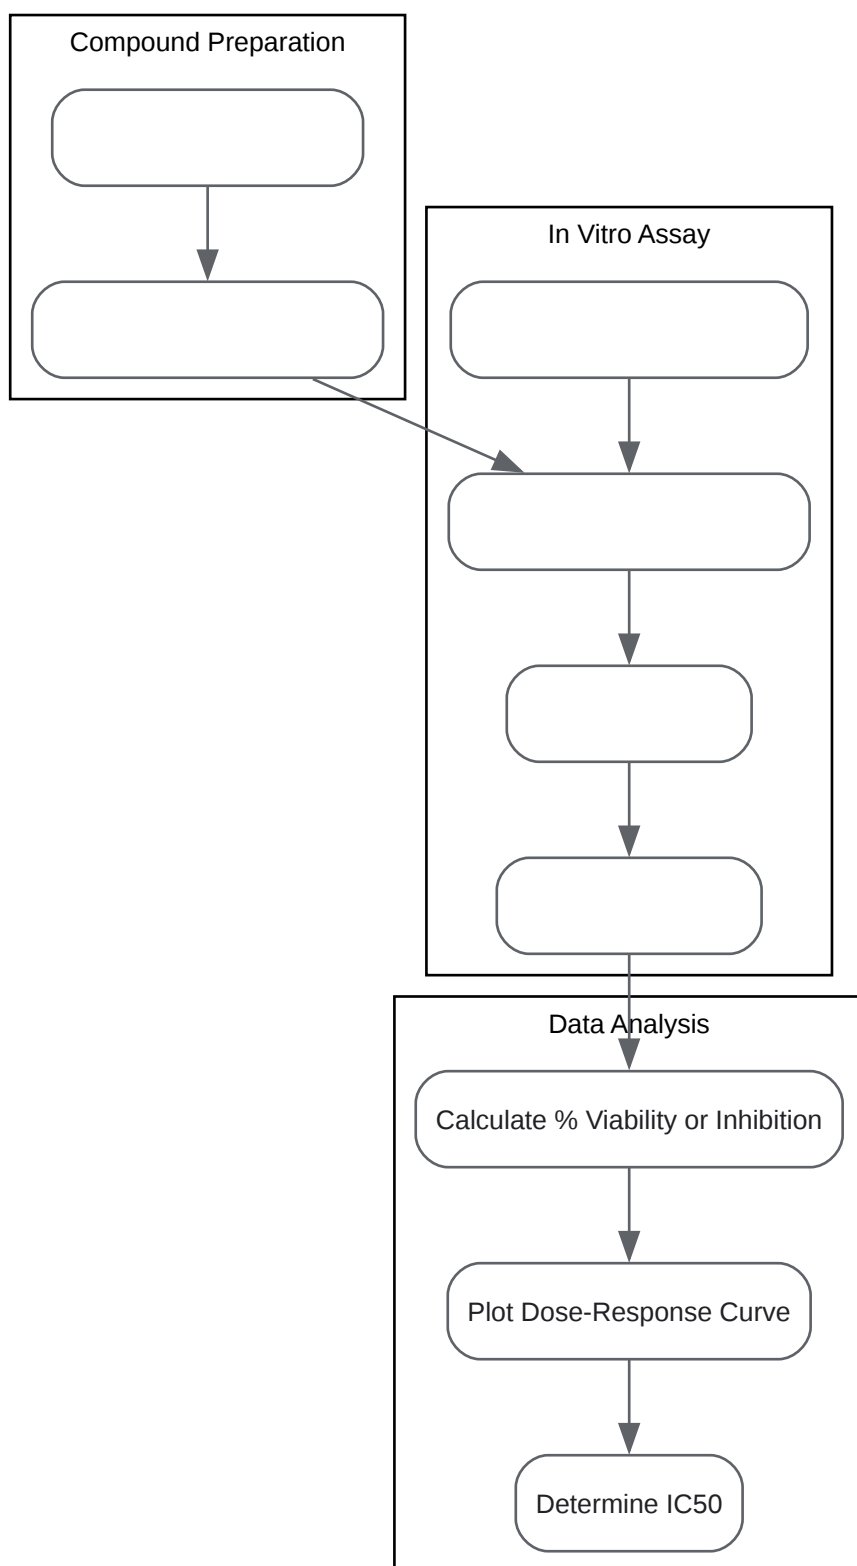 Compound Preparation
In Vitro Assay
Data Analysis
Calculate % Viability or Inhibition
Plot Dose-Response Curve
Determine IC50